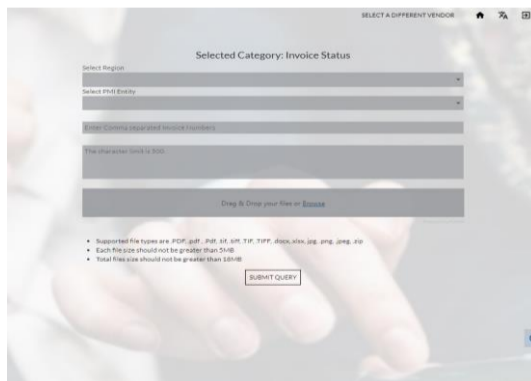 SELECT A DIFFERENT VENDOR
Selected Category: Invoice Status
Select Region
Select PMI Entity
Enter Comma separated Invoice Numbers
The character limit is 500
Drag & Drop your files or Browse
Supported file types are .PDF, .pdf , .Pdf, .tif, .tiff, .TIF, .TIFF, .docx,.xlsx, .jpg, .png, .jpeg, .zip
Each file size should not be greater than 5MB
Total files size should not be greater than 18MB
SUBMIT QUERY